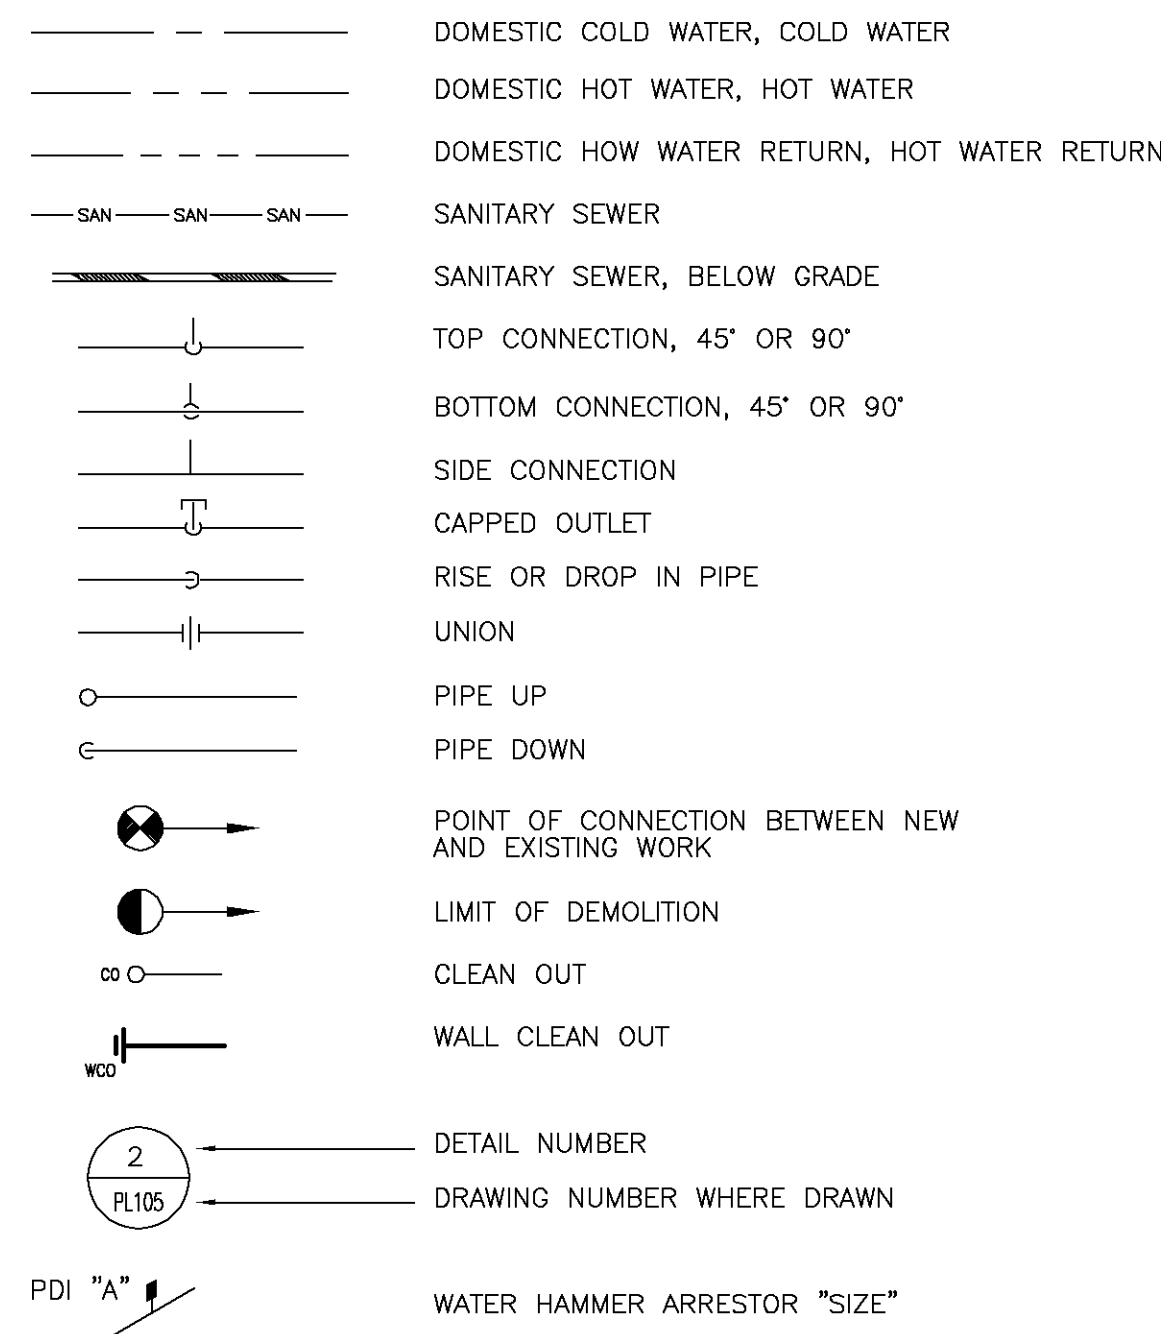 DOMESTIC COLD WATER, COLD WATER
DOMESTIC HOT WATER, HOT WATER
DOMESTIC HOW WATER RETURN, HOT WATER RETURN
SAN SAN SAN SANITARY SEWER
SANITARY SEWER, BELOW GRADE
TOP CONNECTION, 45° OR 90°
BOTTOM CONNECTION, 45° OR 90°
SIDE CONNECTION
CAPPED OUTLET
RISE OR DROP IN PIPE
UNION
PIPE UP
PIPE DOWN
POINT OF CONNECTION BETWEEN NEW
AND EXISTING WORK
LIMIT OF DEMOLITION
CO CLEAN OUT
WALL CLEAN OUT
WCO
2 DETAIL NUMBER
PL105 DRAWING NUMBER WHERE DRAWN
PDI "A"
WATER HAMMER ARRESTOR "SIZE"